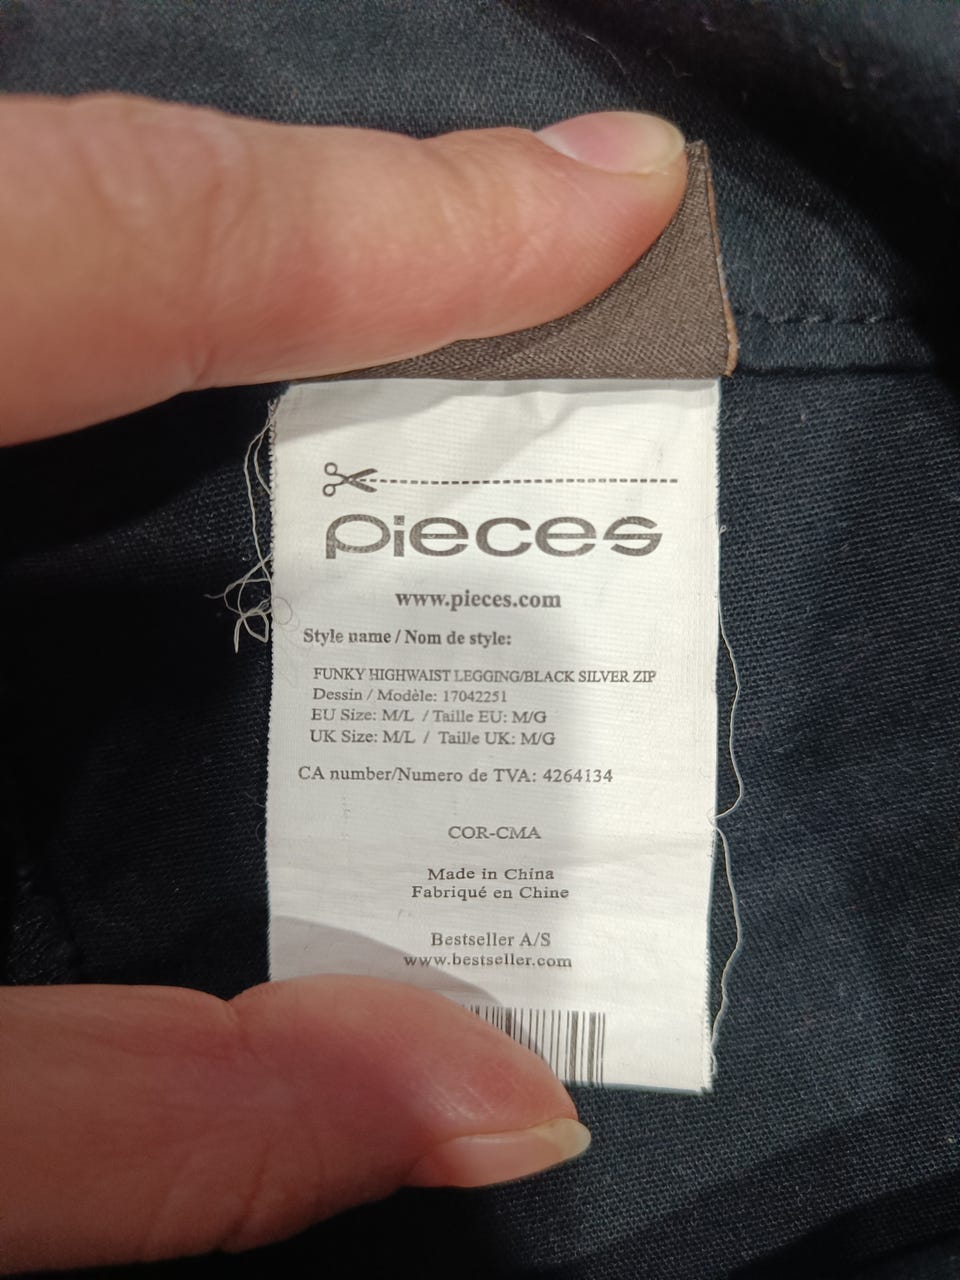 pieces
www.pieces.com
Style name / Nom de style:
FUNKY HIGHWAIST LEGGING/BLACK SILVER ZIP
Dessin / Modèle: 17042251
EU Size: M/L / Taille EU: M/G
UK Size: M/L / Taille UK: M/G
CA number/Numero de TVA: 4264134
COR-CMA
Made in China
Fabriqué en Chine
Bestseller A/S
www.bestseller.com